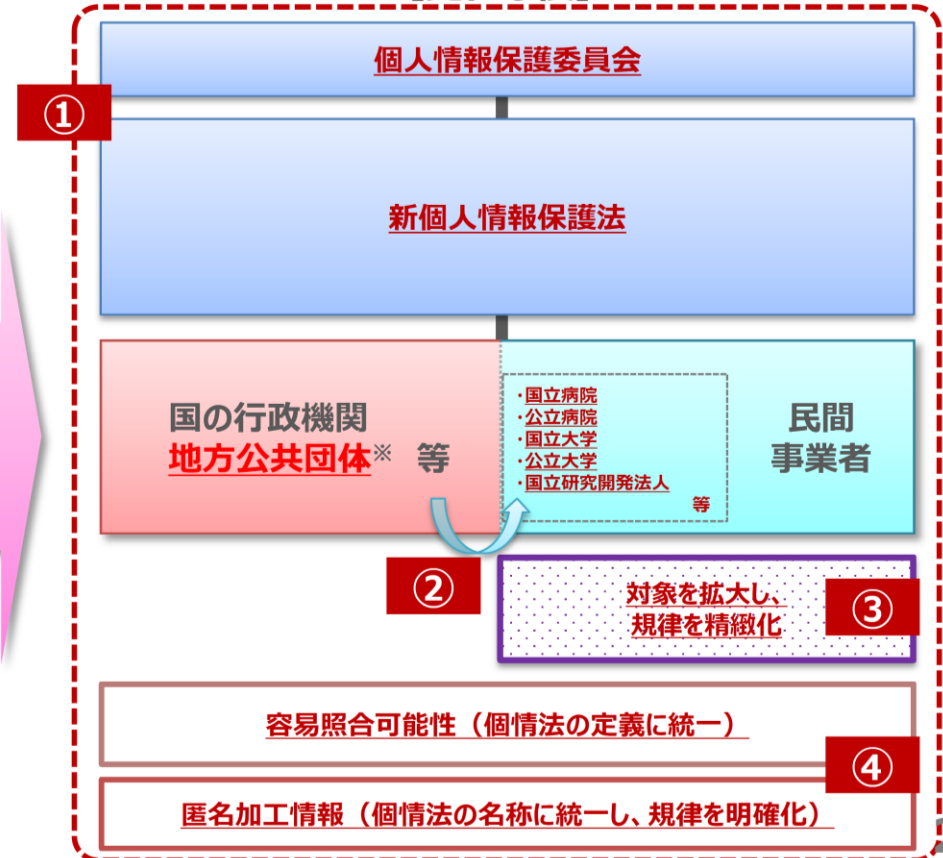 個人情報保護委員会
①
新個人情報保護法
国の行政機関
地方公共団体※ 等
・国立病院
・公立病院
・国立大学
・公立大学
・国立研究開発法人
等
民間
事業者
②
対象を拡大し、
規律を精緻化
③
容易照合可能性（個情法の定義に統一）
④
匿名加工情報（個情法の名称に統一し、規律を明確化）